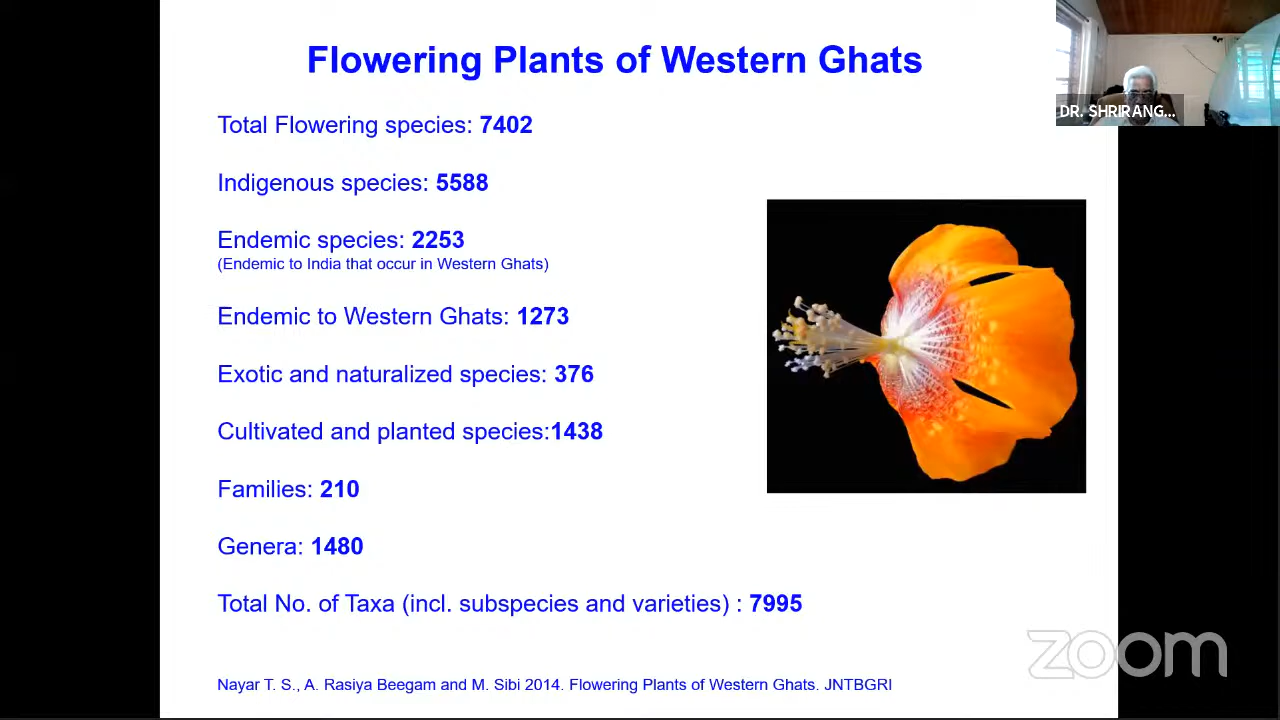 Flowering Plants of Western Ghats
DR. SHRIRANG...
Total Flowering species: 7402
Indigenous species: 5588
Endemic species: 2253
(Endemic to India that occur in Western Ghats)
Endemic to Western Ghats: 1273
Exotic and naturalized species: 376
Cultivated and planted species:1438
Families: 210
Genera: 1480
Total No. of Taxa (incl. subspecies and varieties) : 7995
zoom
Nayar T. S., A. Rasiya Beegam and M. Sibi 2014. Flowering Plants of Western Ghats. JNTBGRI